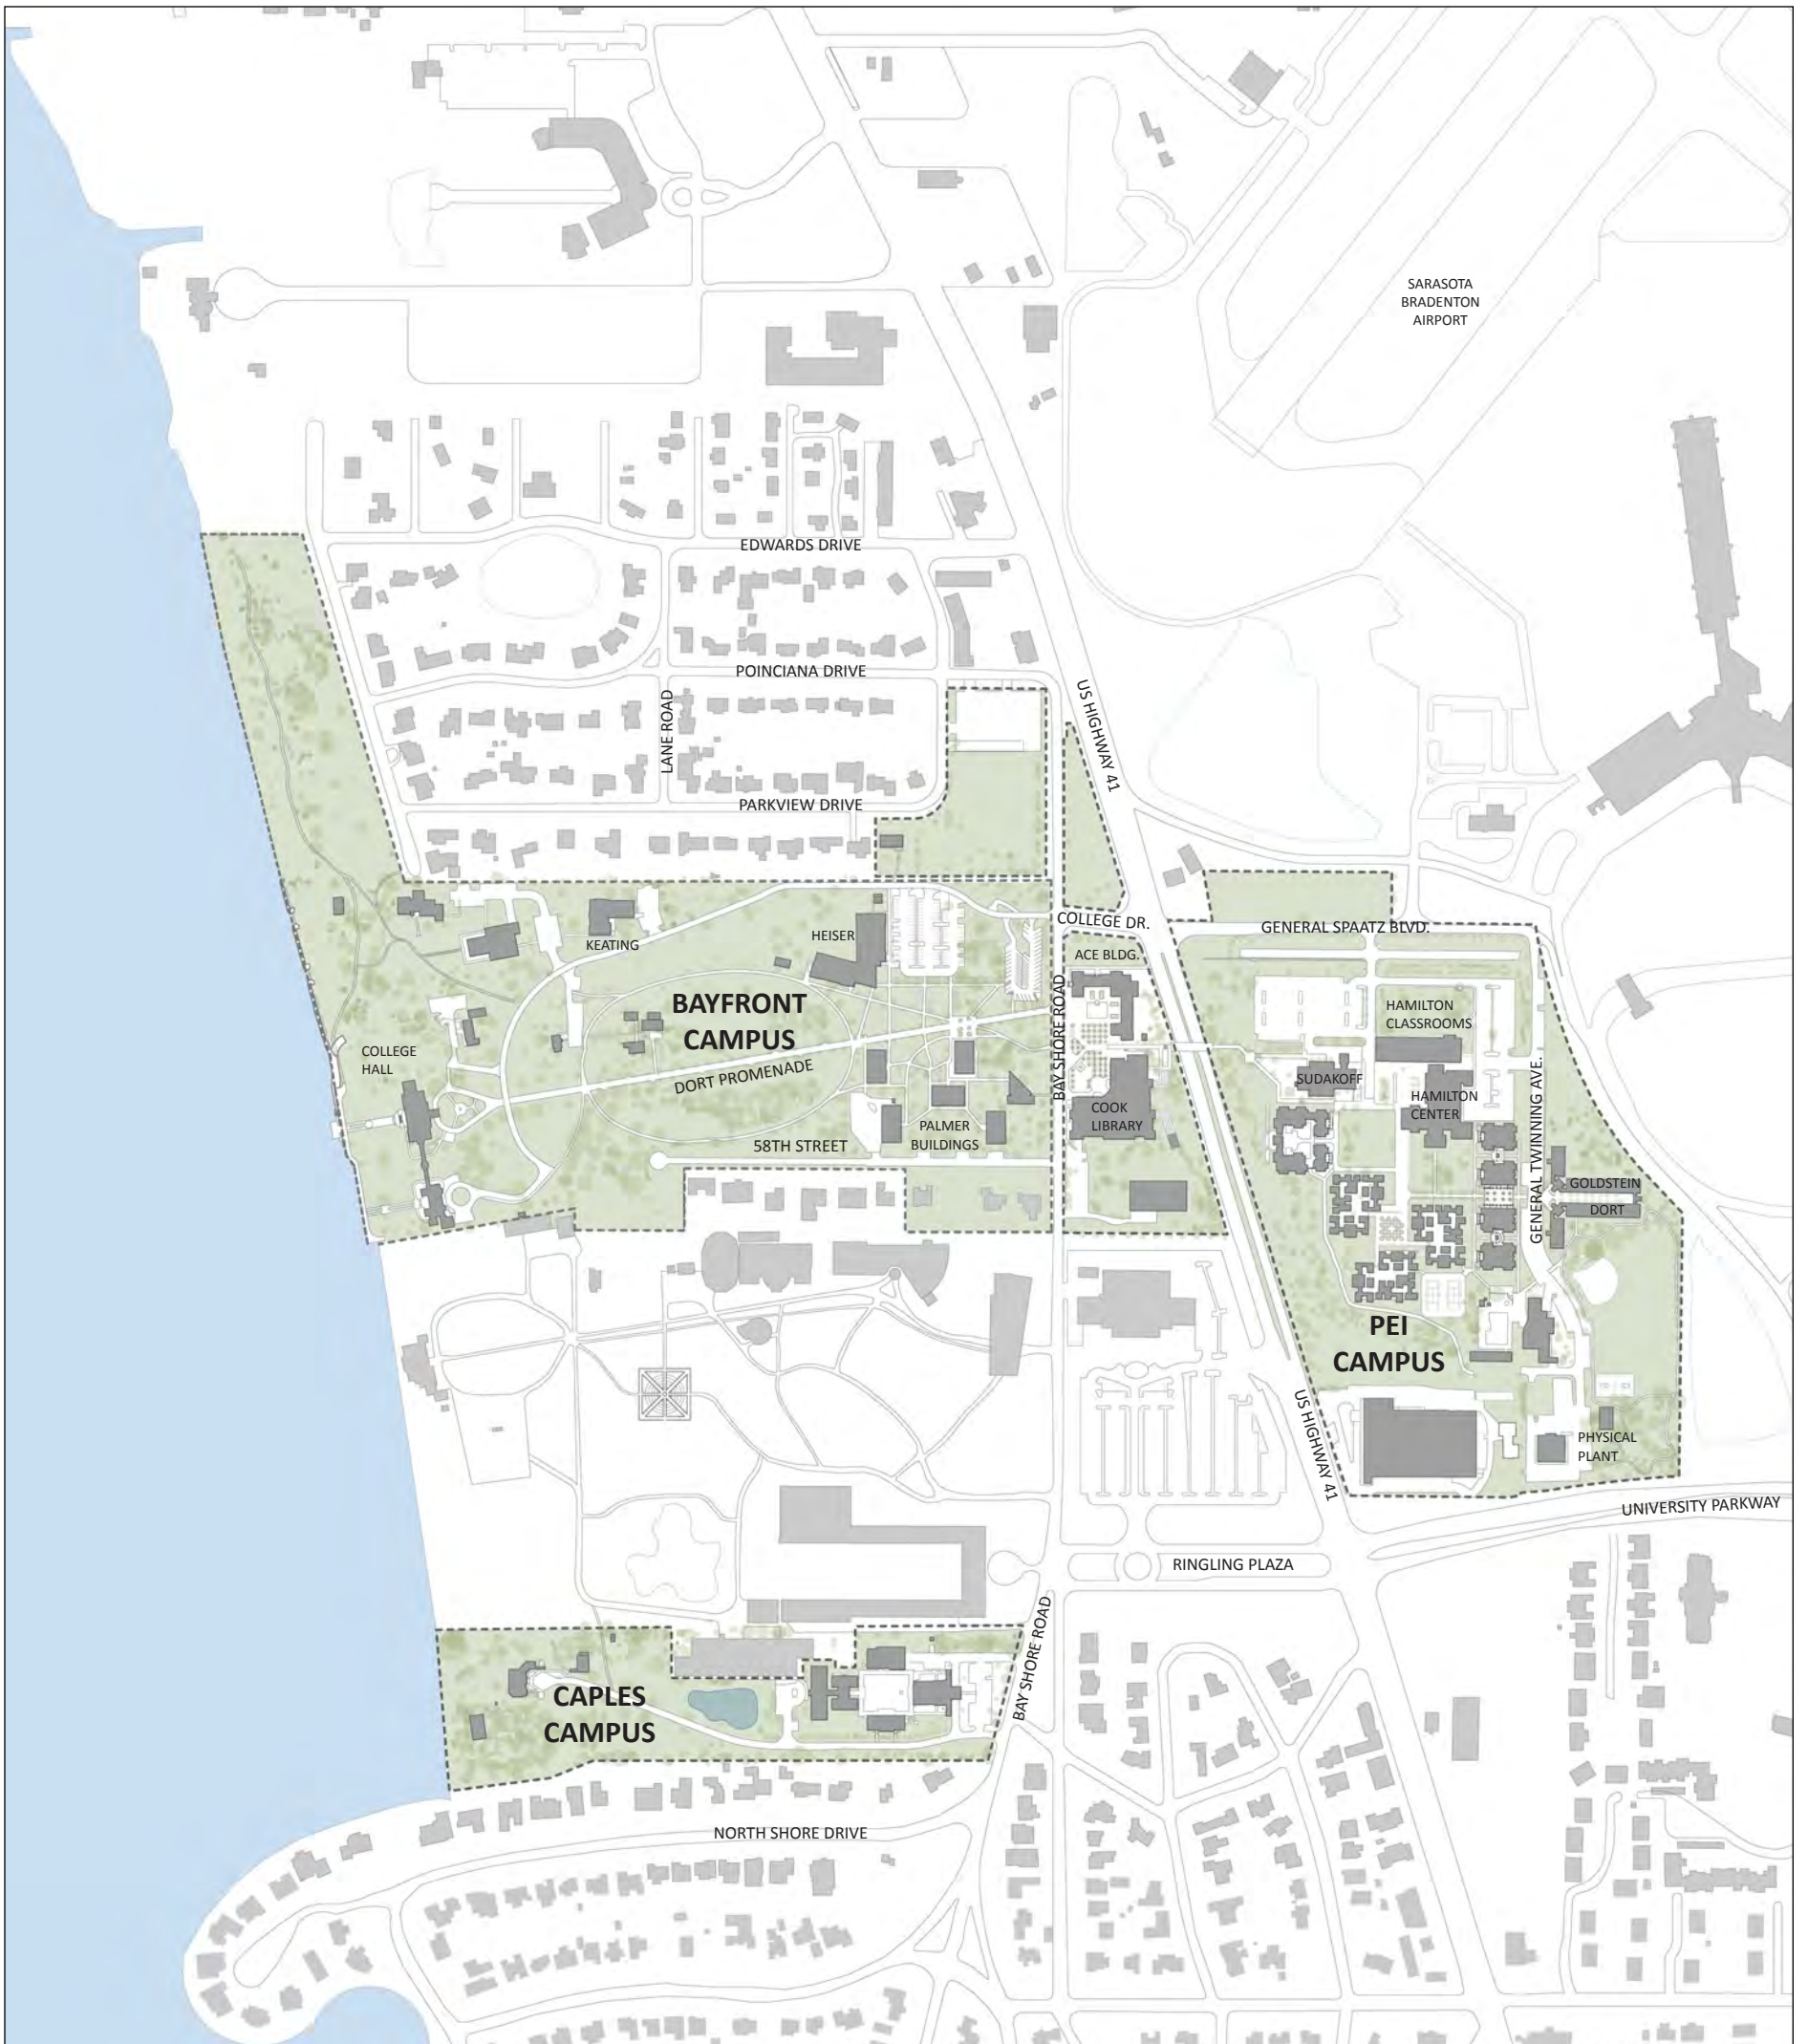 SARASOTA
BRADENTON
AIRPORT
EDWARDS DRIVE
POINCIANA DRIVE
LANE ROAD
US HIGHWAY 41
PARKVIEW DRIVE
COLLEGE DR.
GENERAL SPAATZ BLVD.
KEATING
HEISER
ACE BLDG.
BAYFRONT
CAMPUS
BAY SHORE ROAD
HAMILTON
CLASSROOMS
COLLEGE
HALL
DORT PROMENADE
SUDAKOFF
HAMILTON
CENTER
GENERAL TWINNING AVE.
COOK
LIBRARY
PALMER
BUILDINGS
58TH STREET
GOLDSTEIN
DORT
PEI
CAMPUS
US HIGHWAY 41
PHYSICAL
PLANT
UNIVERSITY PARKWAY
RINGLING PLAZA
BAY SHORE ROAD
CAPLES
CAMPUS
NORTH SHORE DRIVE